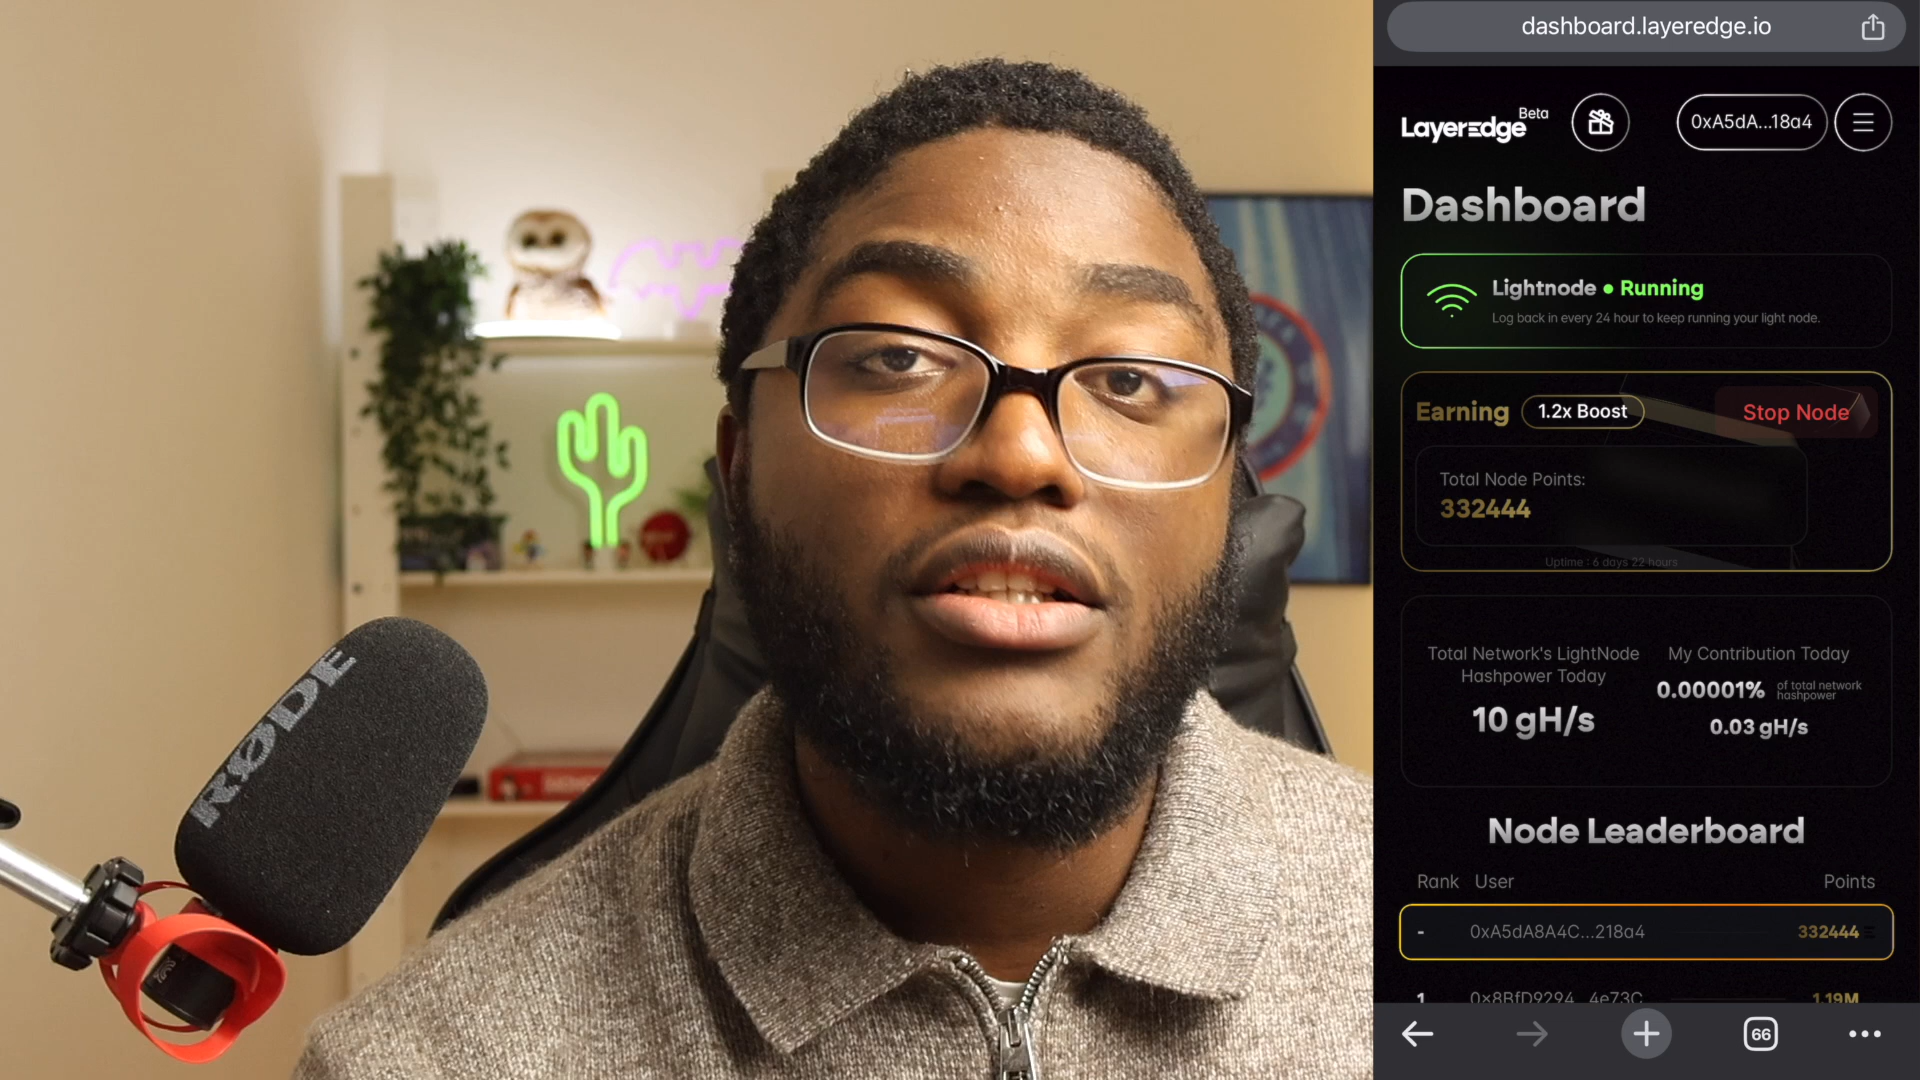 RØDE
dashboard.layeredge.io
LayerEdge Beta
0xA5dA...18a4
Dashboard
Lightnode • Running
Log back in every 24 hour to keep running your light node.
Earning
1.2x Boost
Stop Node
Total Node Points:
332444
Uptime : 6 days 22 hours
Total Network's LightNode
Hashpower Today
10 gH/s
My Contribution Today
0.00001% of total network
hashpower
0.03 gH/s
Node Leaderboard
Rank User Points
- 0xA5dA8A4C...218a4 332444
1 0x8BfD9294...4e73C 1.19M
66